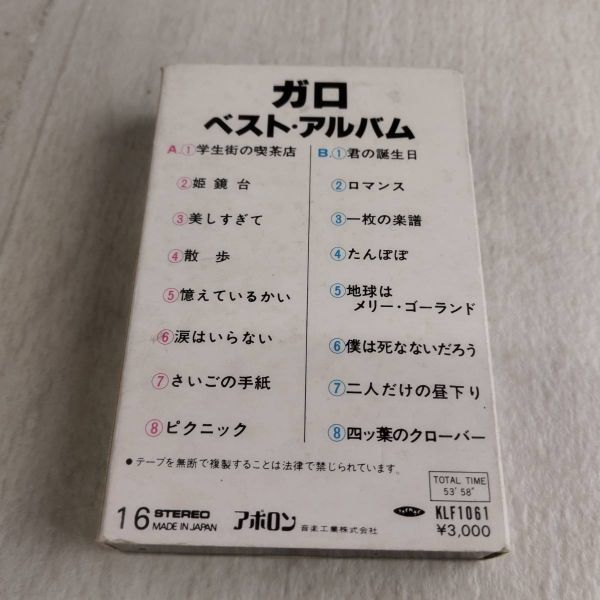 ガロ
ベスト・アルバム
A.①学生街の喫茶店
②姫鏡台
③美しすぎて
④散 歩
⑤憶えているかい
⑥涙はいらない
⑦さいごの手紙
⑧ピクニック
B.①君の誕生日
②ロマンス
③一枚の楽譜
④たんぽぽ
⑤地球は
メリー・ゴーランド
⑥僕は死なないだろう
⑦二人だけの昼下り
⑧四ッ葉のクローバー
●テープを無断で複製することは法律で禁じられています。
TOTAL TIME
53'58"
16 STEREO
MADE IN JAPAN
アポロン 音楽工業株式会社
KLF1061
¥3,000